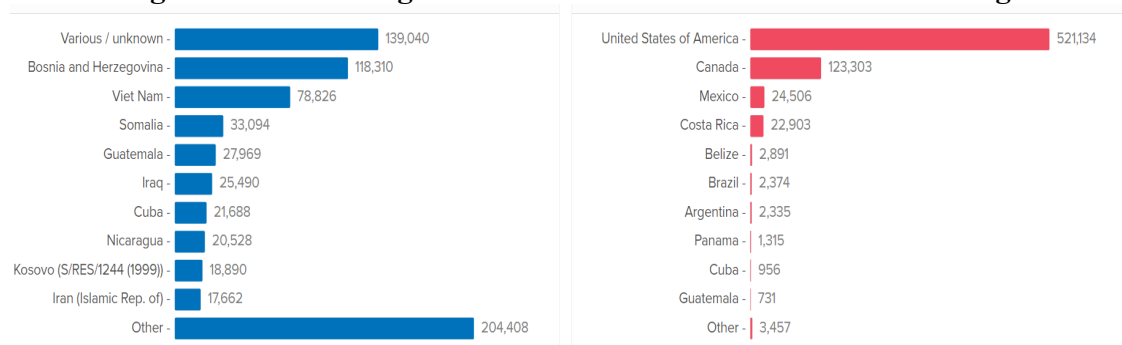 Various / unknown - 139,040
Bosnia and Herzegovina - 118,310
Viet Nam - 78,826
Somalia - 33,094
Guatemala - 27,969
Iraq - 25,490
Cuba - 21,688
Nicaragua - 20,528
Kosovo (S/RES/1244 (1999)) - 18,890
Iran (Islamic Rep. of) - 17,662
Other - 204,408
United States of America - 521,134
Canada - 123,303
Mexico - 24,506
Costa Rica - 22,903
Belize - 2,891
Brazil - 2,374
Argentina - 2,335
Panama - 1,315
Cuba - 956
Guatemala - 731
Other - 3,457